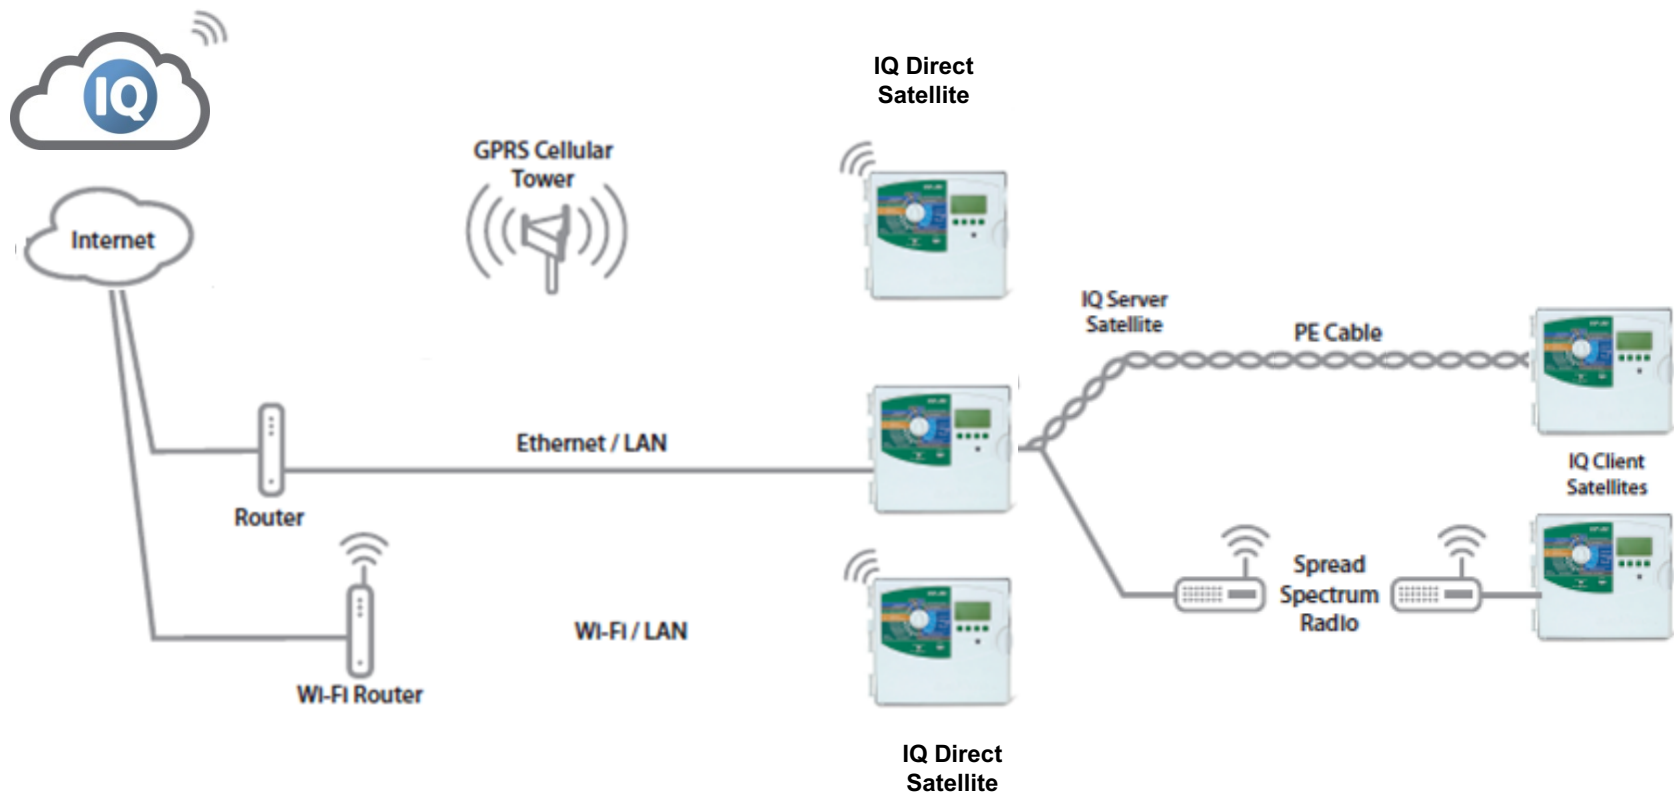 IQ
IQ Direct
Satellite
GPRS Cellular
Tower
Internet
IQ Server
Satellite
PE Cable
Ethernet / LAN
IQ Client
Satellites
Router
Spread
Spectrum
Radio
Wi-Fi / LAN
Wi-Fi Router
IQ Direct
Satellite